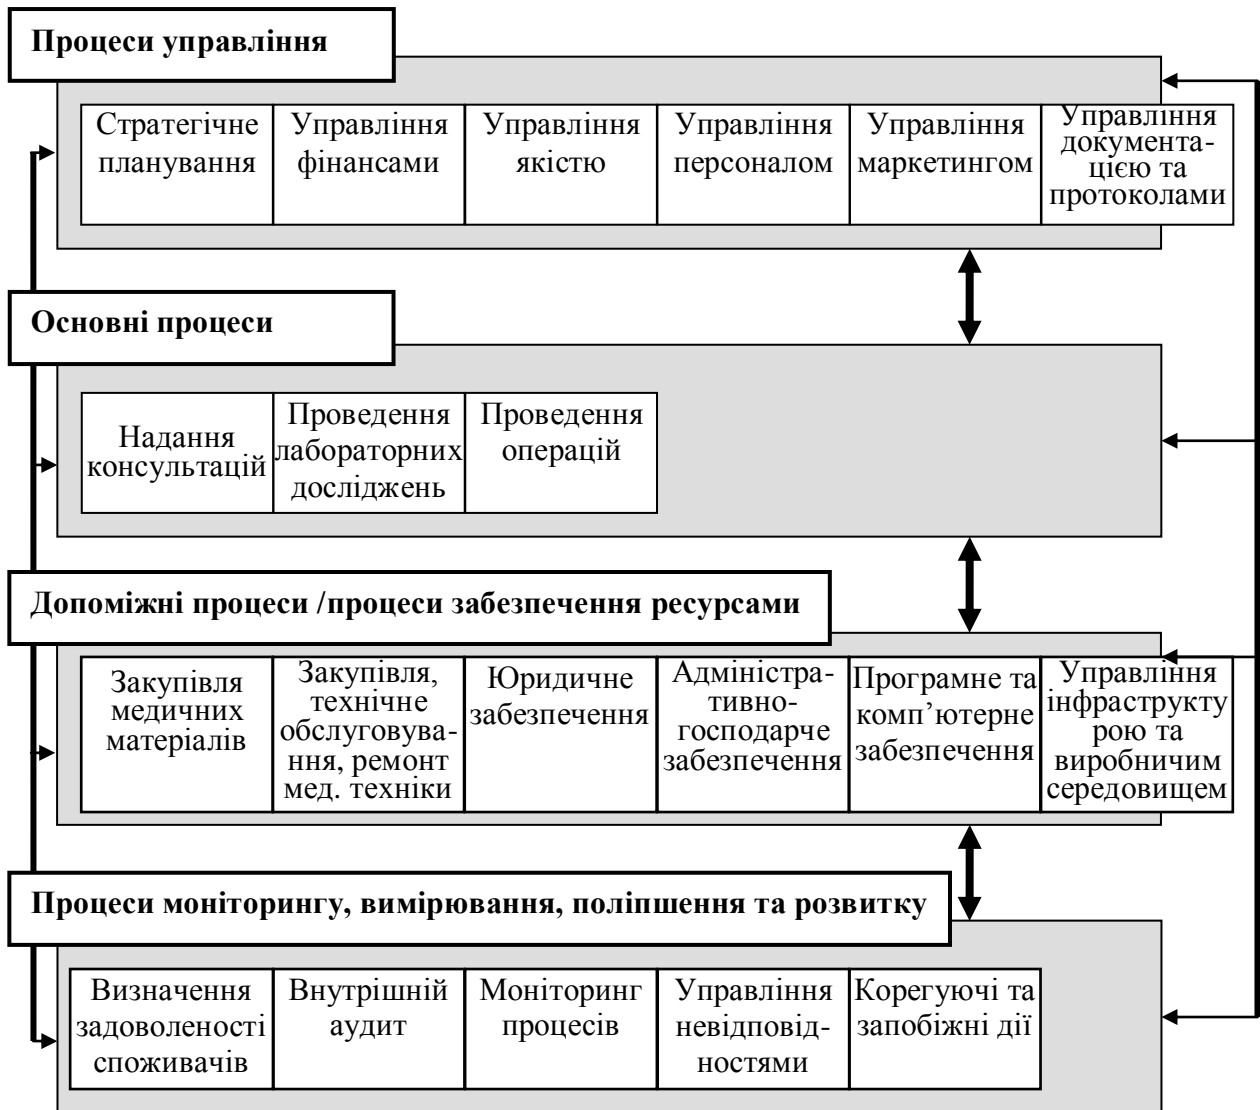 Процеси управління
Стратегічне
планування
Управління
фінансами
Управління
якістю
Управління
персоналом
Управління
маркетингом
Управління
документа-
цією та
протоколами
Основні процеси
Надання
консультацій
Проведення
лабораторних
досліджень
Проведення
операцій
Допоміжні процеси /процеси забезпечення ресурсами
Закупівля
медичних
матеріалів
Закупівля,
технічне
обслуговува-
ння, ремонт
мед. техніки
Юридичне
забезпечення
Адміністра-
тивно-
господарче
забезпечення
Програмне та
комп’ютерне
забезпечення
Управління
інфраструкту
рою та
виробничим
середовищем
Процеси моніторингу, вимірювання, поліпшення та розвитку
Визначення
задоволеності
споживачів
Внутрішній
аудит
Моніторинг
процесів
Управління
невідповід-
ностями
Корегуючі та
запобіжні дії